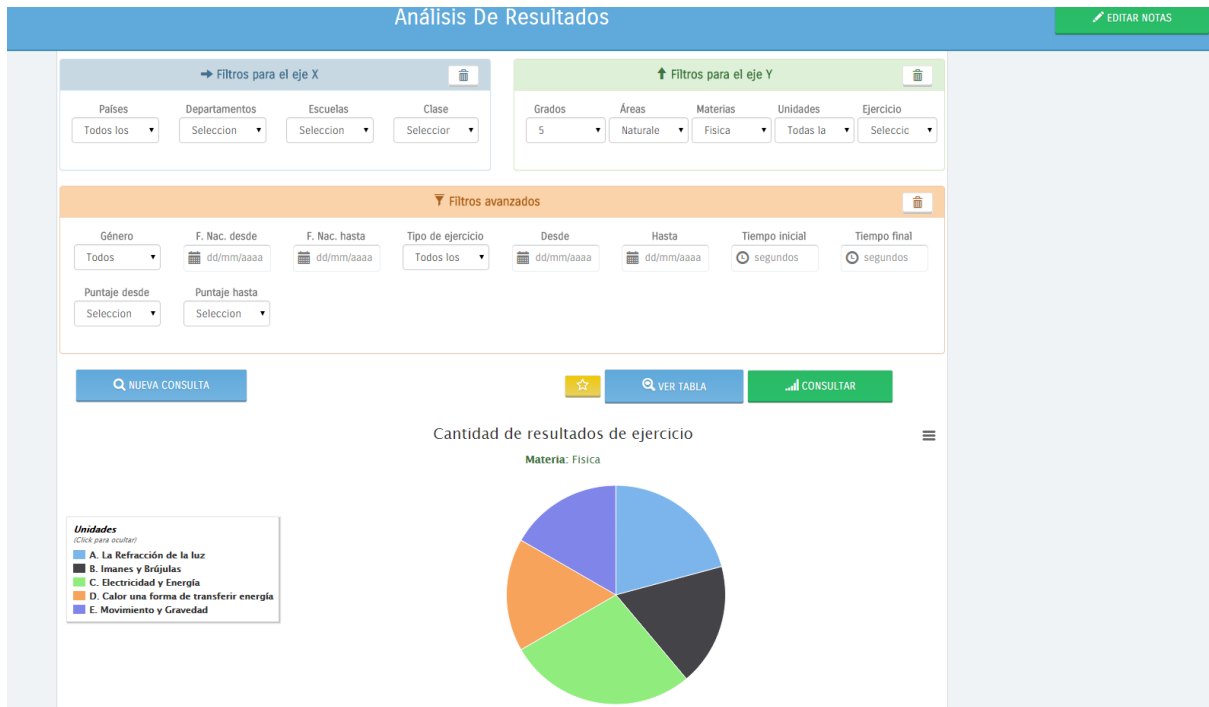 Análisis De Resultados
EDITAR NOTAS
Filtros para el eje X
Filtros para el eje Y
Países Departamentos Escuelas Clase
Todos los Seleccion Seleccion Seleccior
Grados Áreas Materias Unidades Ejercicio
5 Naturale Fisica Todas la Seleccic
Filtros avanzados
Género F. Nac. desde F. Nac. hasta Tipo de ejercicio Desde Hasta Tiempo inicial Tiempo final
Todos dd/mm/aaaa dd/mm/aaaa Todos los dd/mm/aaaa dd/mm/aaaa segundos segundos
Puntaje desde Puntaje hasta
Seleccion Seleccion
NUEVA CONSULTA VER TABLA CONSULTAR
Cantidad de resultados de ejercicio
Materia: Fisica
Unidades
(Click para ocultar)
A. La Refracción de la luz
B. Imanes y Brújulas
C. Electricidad y Energía
D. Calor una forma de transferir energía
E. Movimiento y Gravedad